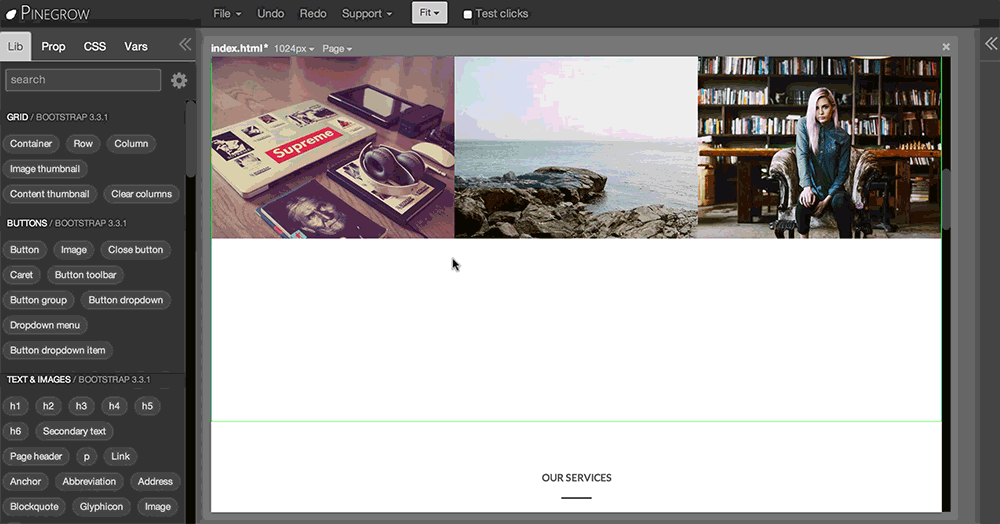 PINEGROW
File Undo Redo Support Fit Test clicks
Lib Prop CSS Vars
index.html* 1024px Page
search
GRID / BOOTSTRAP 3.3.1
Container Row Column
Image thumbnail
Content thumbnail Clear columns
BUTTONS / BOOTSTRAP 3.3.1
Button Image Close button
Caret Button toolbar
Button group Button dropdown
Dropdown menu
Button dropdown item
TEXT & IMAGES / BOOTSTRAP 3.3.1
h1 h2 h3 h4 h5
h6 Secondary text
Page header p Link
Anchor Abbreviation Address
Blockquote Glyphicon Image
Supreme
OUR SERVICES